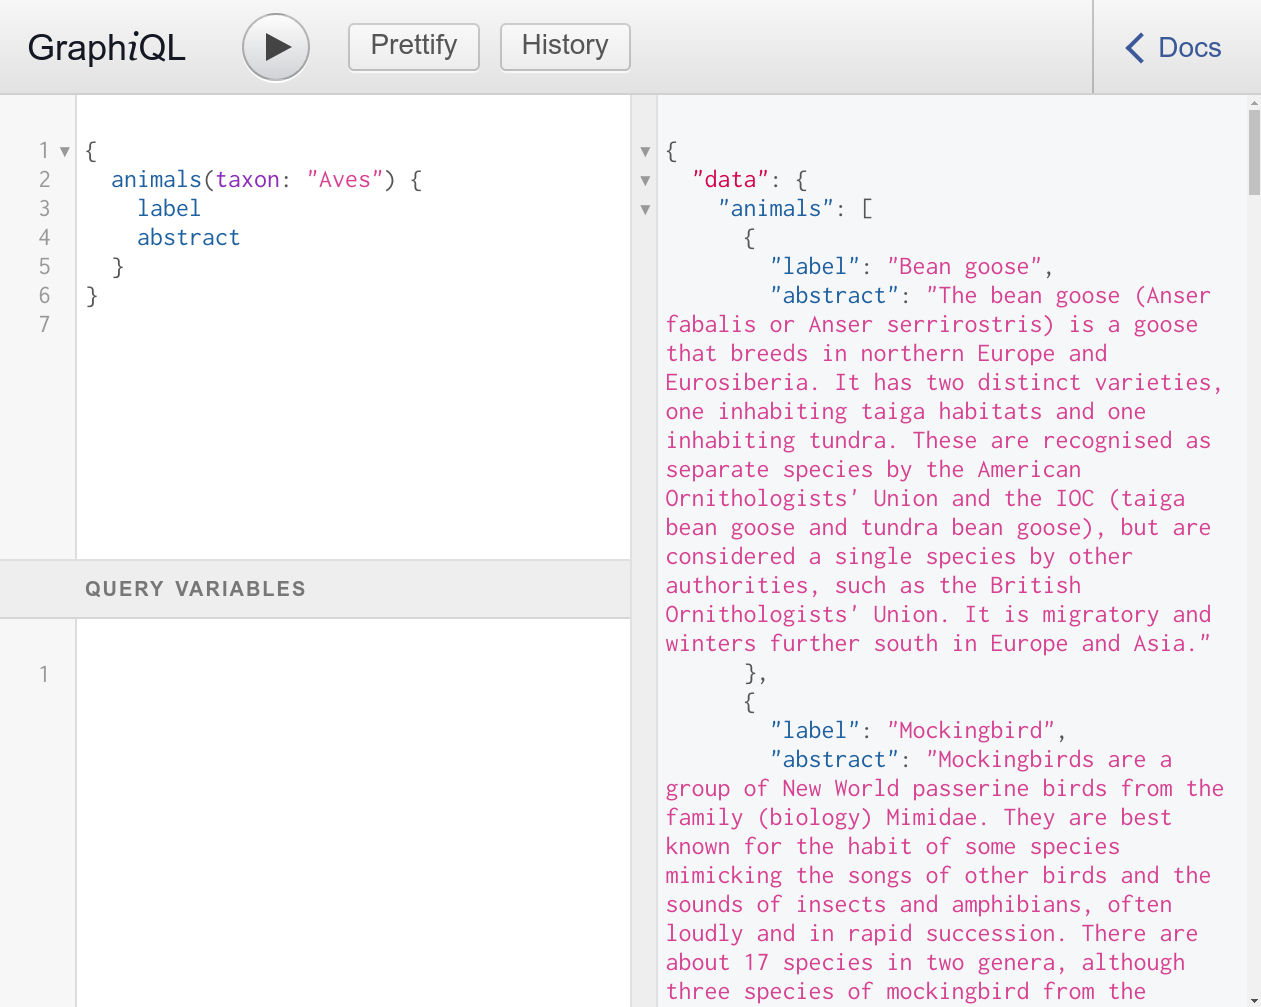 GraphiQL
Prettify
History
Docs
1
2
3
4
5
6
7
{
  animals(taxon: "Aves") {
    label
    abstract
  }
}
QUERY VARIABLES
1
{
  "data": {
    "animals": [
      {
        "label": "Bean goose",
        "abstract": "The bean goose (Anser
fabalis or Anser serrirostris) is a goose
that breeds in northern Europe and
Eurosiberia. It has two distinct varieties,
one inhabiting taiga habitats and one
inhabiting tundra. These are recognised as
separate species by the American
Ornithologists' Union and the IOC (taiga
bean goose and tundra bean goose), but are
considered a single species by other
authorities, such as the British
Ornithologists' Union. It is migratory and
winters further south in Europe and Asia."
      },
      {
        "label": "Mockingbird",
        "abstract": "Mockingbirds are a
group of New World passerine birds from the
family (biology) Mimidae. They are best
known for the habit of some species
mimicking the songs of other birds and the
sounds of insects and amphibians, often
loudly and in rapid succession. There are
about 17 species in two genera, although
three species of mockingbird from the